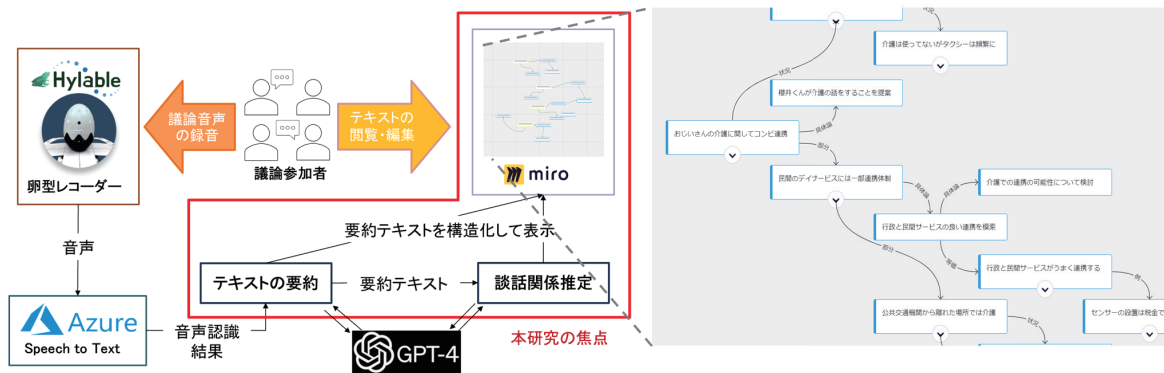 Hylable
卵型レコーダー
議論音声
の録音
議論参加者
テキストの
閲覧・編集
miro
要約テキストを構造化して表示
音声
テキストの要約
要約テキスト
談話関係推定
Azure
Speech to Text
音声認識
結果
GPT-4
本研究の焦点
状況
介護は使ってないがタクシーは頻繁に
状況
櫻井くんが介護の話をすることを提案
具体論
おじいさんの介護に関してコンビ連携
部分
民間のデイサービスには一部連携体制
具体論
介護での連携の可能性について検討
具体論
行政と民間サービスの良い連携を模索
部分
等価
行政と民間サービスがうまく連携する
例
公共交通機関から離れた場所では介護
センサーの設置は税金で
状況